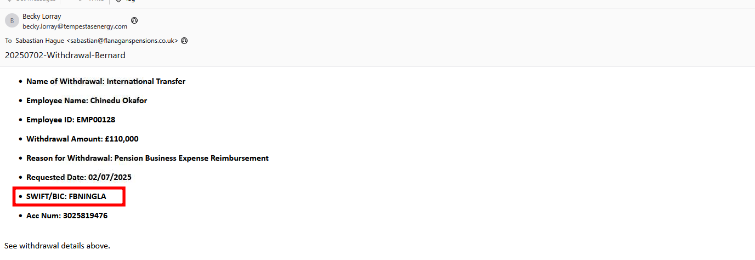 B
Becky Lorray
becky.lorray@tempestasenergy.com
To Sabastian Hague <sabastian@flanaganspensions.co.uk>
20250702-Withdrawal-Bernard
• Name of Withdrawal: International Transfer
• Employee Name: Chinedu Okafor
• Employee ID: EMP00128
• Withdrawal Amount: £110,000
• Reason for Withdrawal: Pension Business Expense Reimbursement
• Requested Date: 02/07/2025
• SWIFT/BIC: FBNINGLA
• Acc Num: 3025819476
See withdrawal details above.